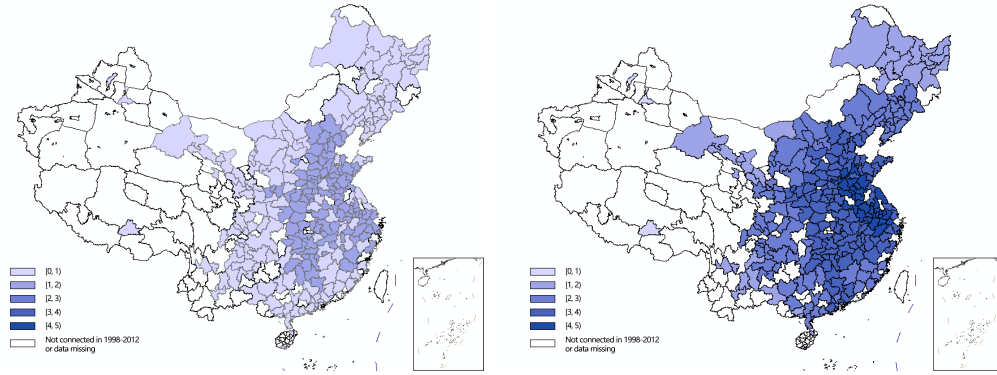 [0, 1)
[1, 2)
[2, 3)
[3, 4)
[4, 5)
Not connected in 1998-2012
or data missing
[0, 1)
[1, 2)
[2, 3)
[3, 4)
[4, 5)
Not connected in 1998-2012
or data missing